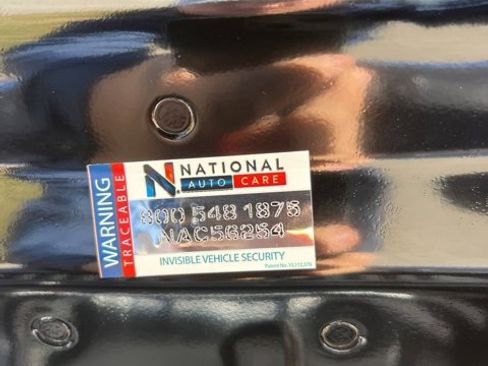 WARNING
TRACEABLE
N. NATIONAL
AUTO CARE
800 548 1875
NAC56254
INVISIBLE VEHICLE SECURITY